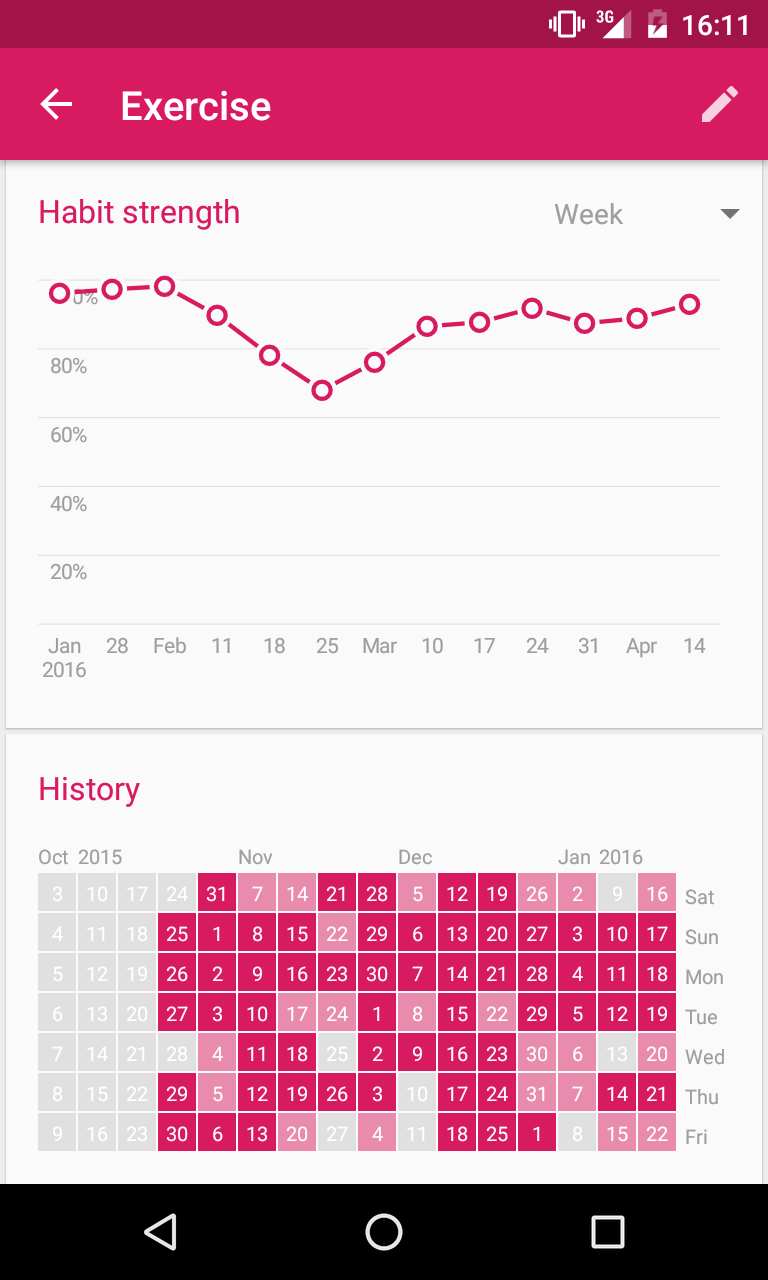 3G 16:11
Exercise
Habit strength Week
0%
80%
60%
40%
20%
Jan 28 Feb 11 18 25 Mar 10 17 24 31 Apr 14
2016
History
Oct 2015 Nov Dec Jan 2016
3 10 17 24 31 7 14 21 28 5 12 19 26 2 9 16 Sat
4 11 18 25 1 8 15 22 29 6 13 20 27 3 10 17 Sun
5 12 19 26 2 9 16 23 30 7 14 21 28 4 11 18 Mon
6 13 20 27 3 10 17 24 1 8 15 22 29 5 12 19 Tue
7 14 21 28 4 11 18 25 2 9 16 23 30 6 13 20 Wed
8 15 22 29 5 12 19 26 3 10 17 24 31 7 14 21 Thu
9 16 23 30 6 13 20 27 4 11 18 25 1 8 15 22 Fri